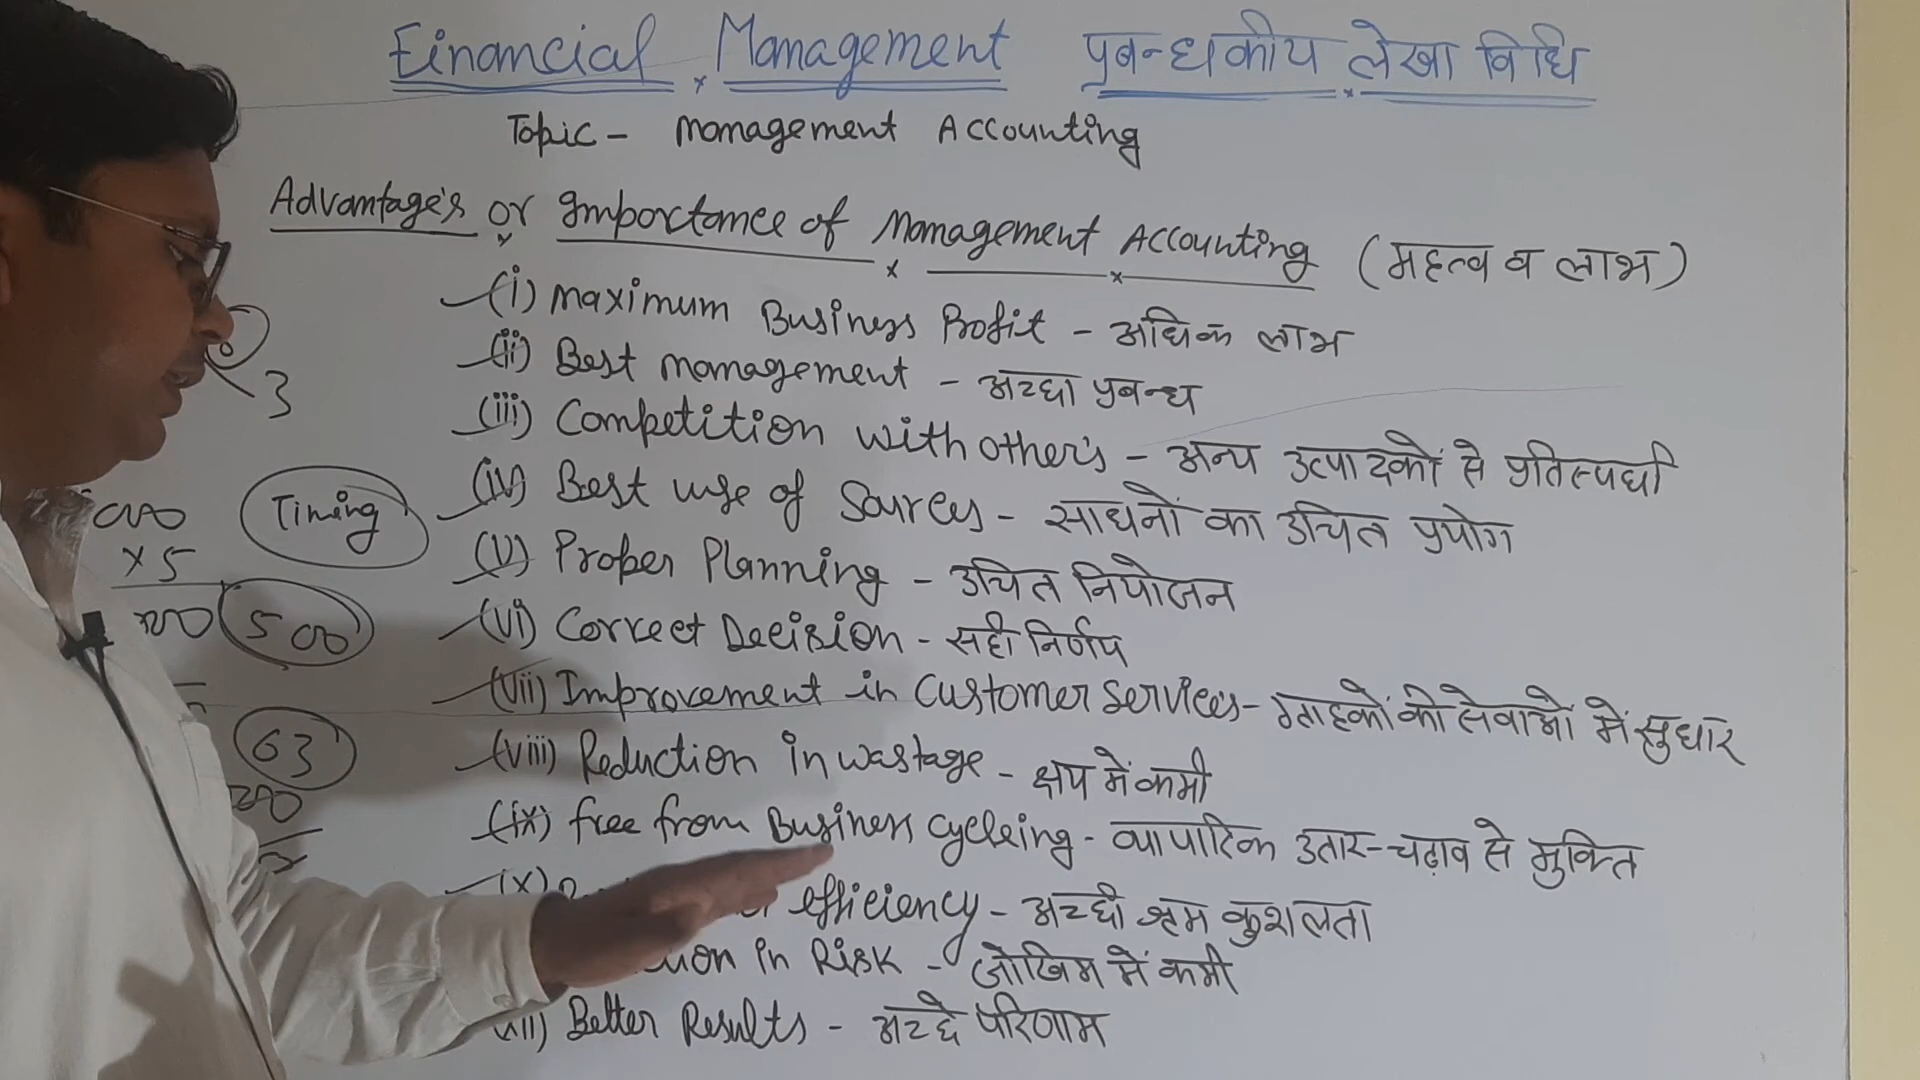 Financial Management प्रबन्धकीय लेखा विधि
Topic - Management Accounting
Advantage's or Importance of Management Accounting (महत्व व लाभ)
(i) Maximum Business Profit - अधिक लाभ
(ii) Best Management - अच्छा प्रबन्ध
(iii) Competition with other's - अन्य उत्पादकों से प्रतिस्पर्धा
(iv) Best use of Sources - साधनों का उचित प्रयोग
(v) Proper Planning - उचित नियोजन
(vi) Correct Decision - सही निर्णय
(vii) Improvement in Customer Services - ग्राहकों की सेवाओं में सुधार
(viii) Reduction in wastage - क्षय में कमी
(ix) free from Business cycleing - व्यापारिक उतार-चढ़ाव से मुक्ति
(x) efficiency - अच्छी श्रम कुशलता
in Risk - जोखिम में कमी
Better Results - अच्छे परिणाम
3
Timing
x 5
500
63